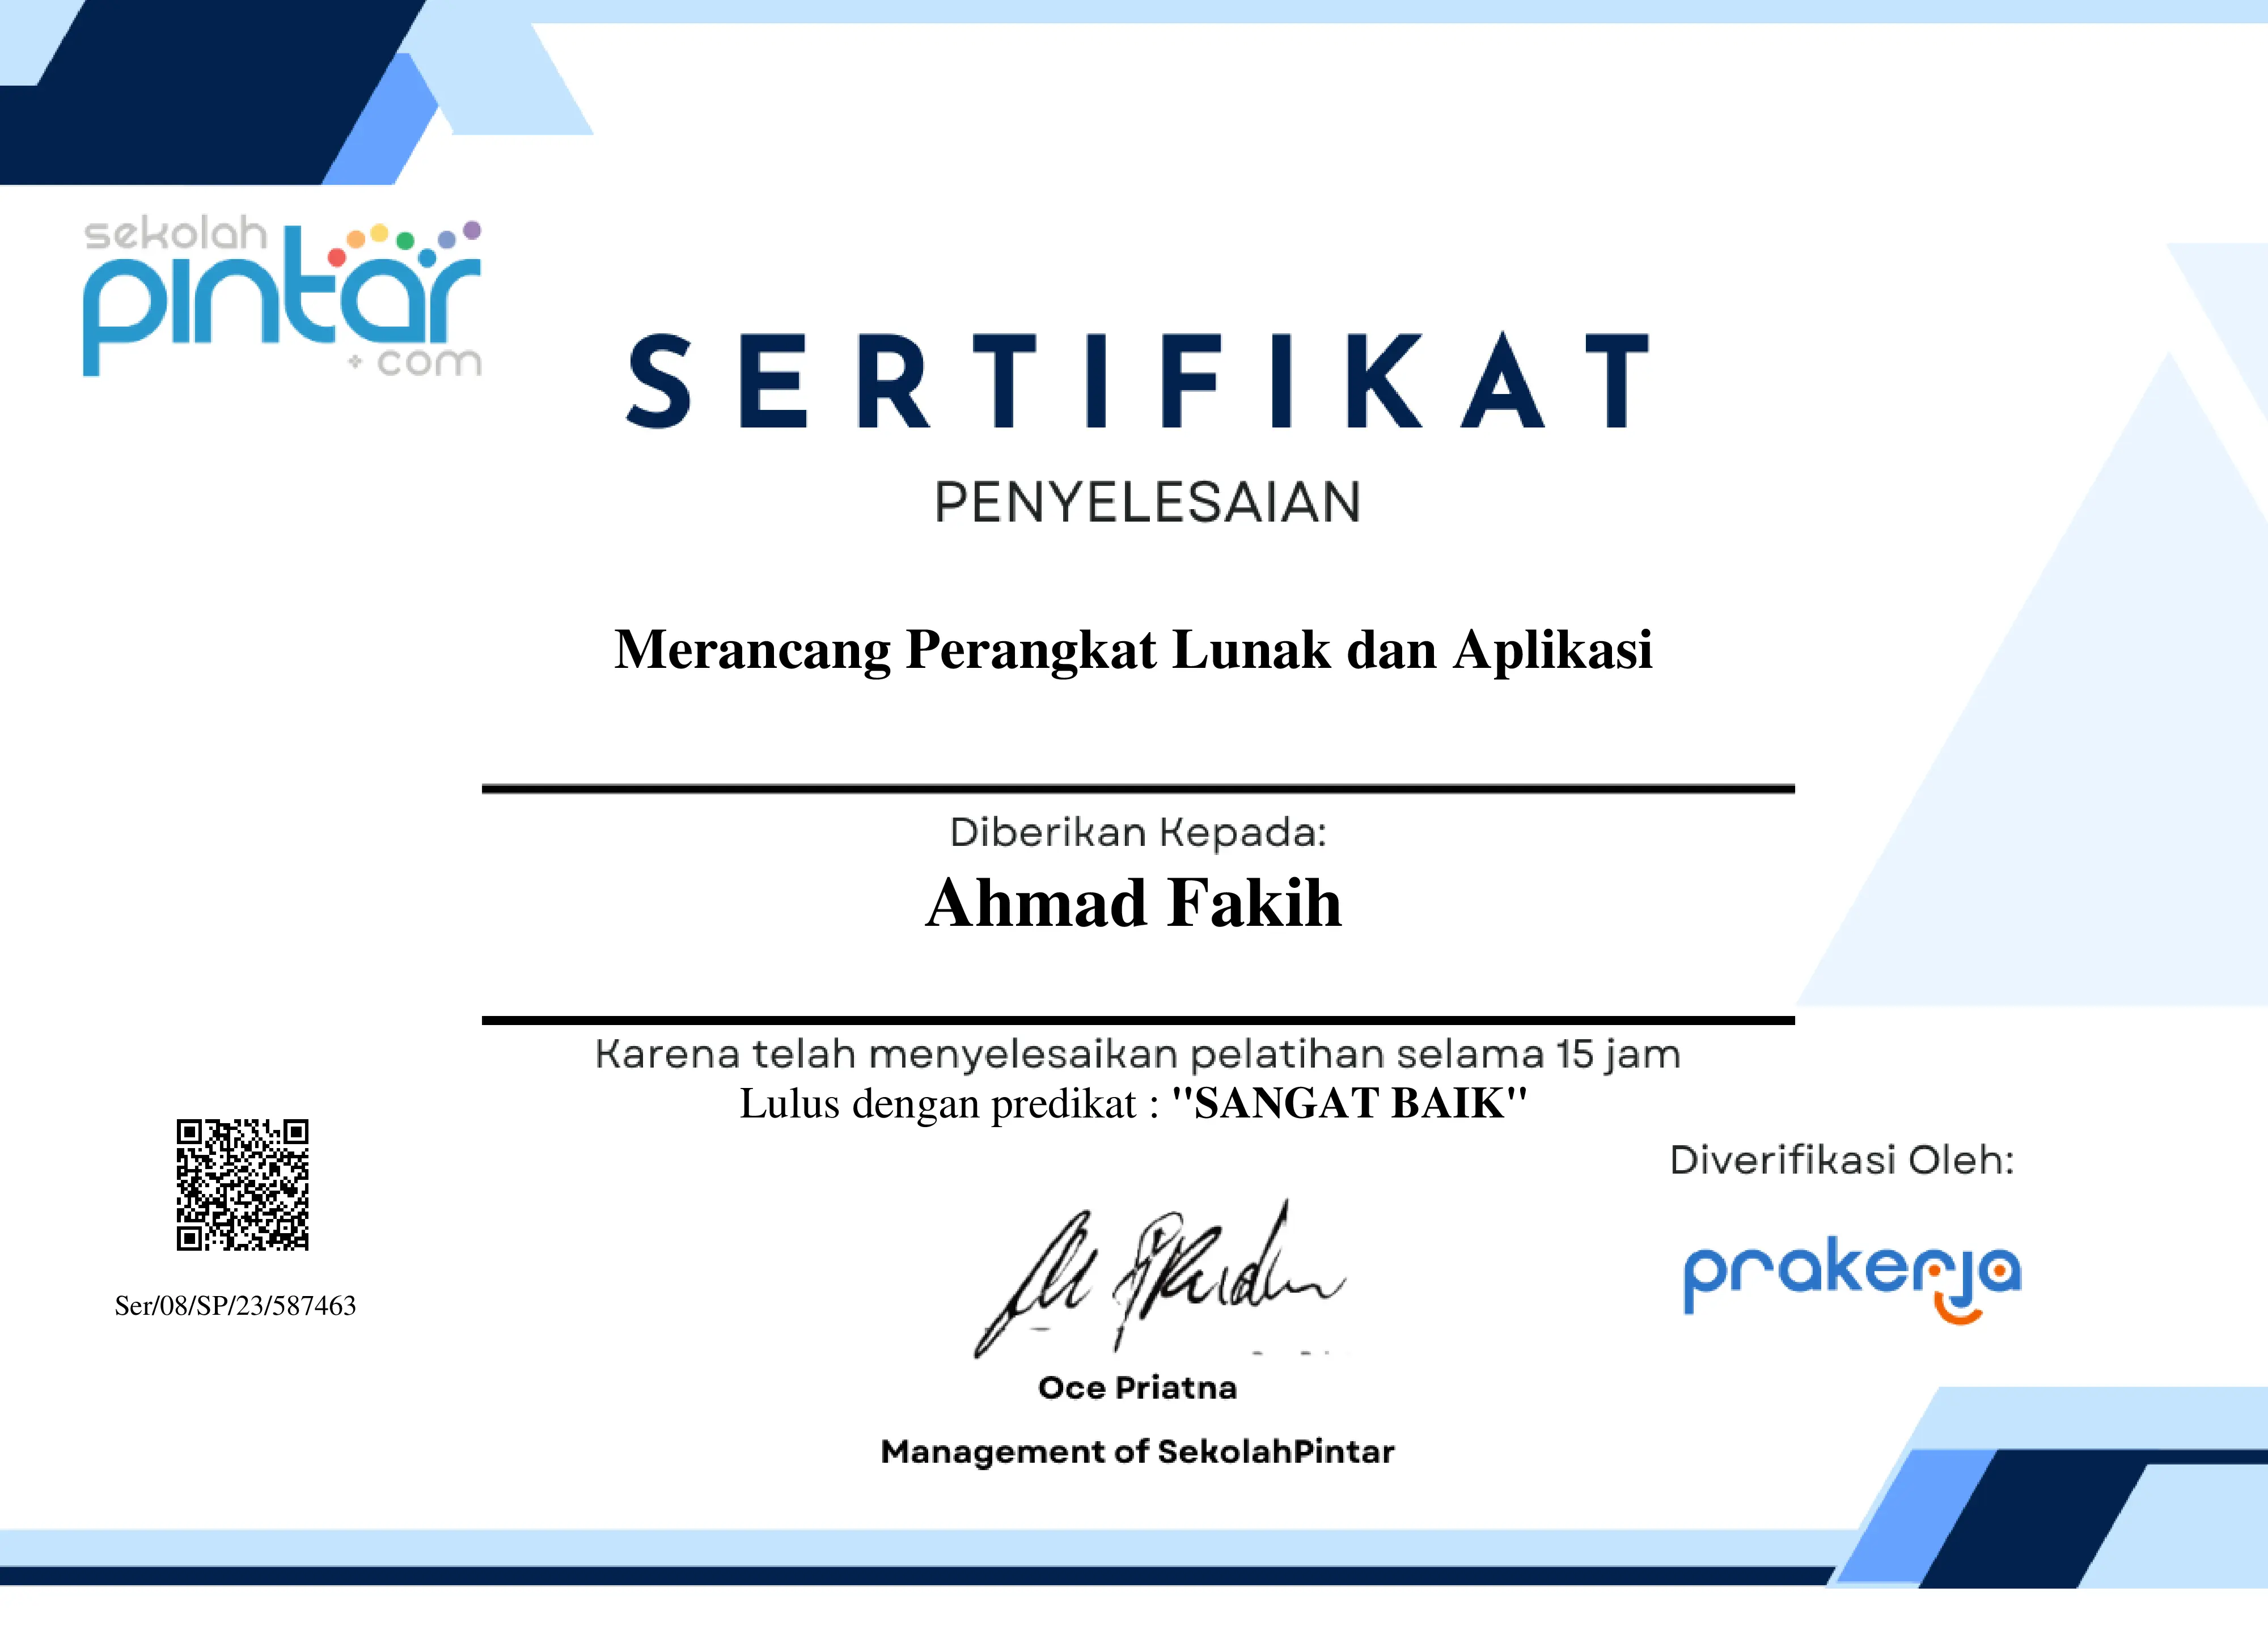 sekolah
pintar
.com
SERTIFIKAT
PENYELESAIAN
Merancang Perangkat Lunak dan Aplikasi
Diberikan Kepada:
Ahmad Fakih
Karena telah menyelesaikan pelatihan selama 15 jam
Lulus dengan predikat : "SANGAT BAIK"
Diverifikasi Oleh:
prakerja
Ser/08/SP/23/587463
Oce Priatna
Management of SekolahPintar